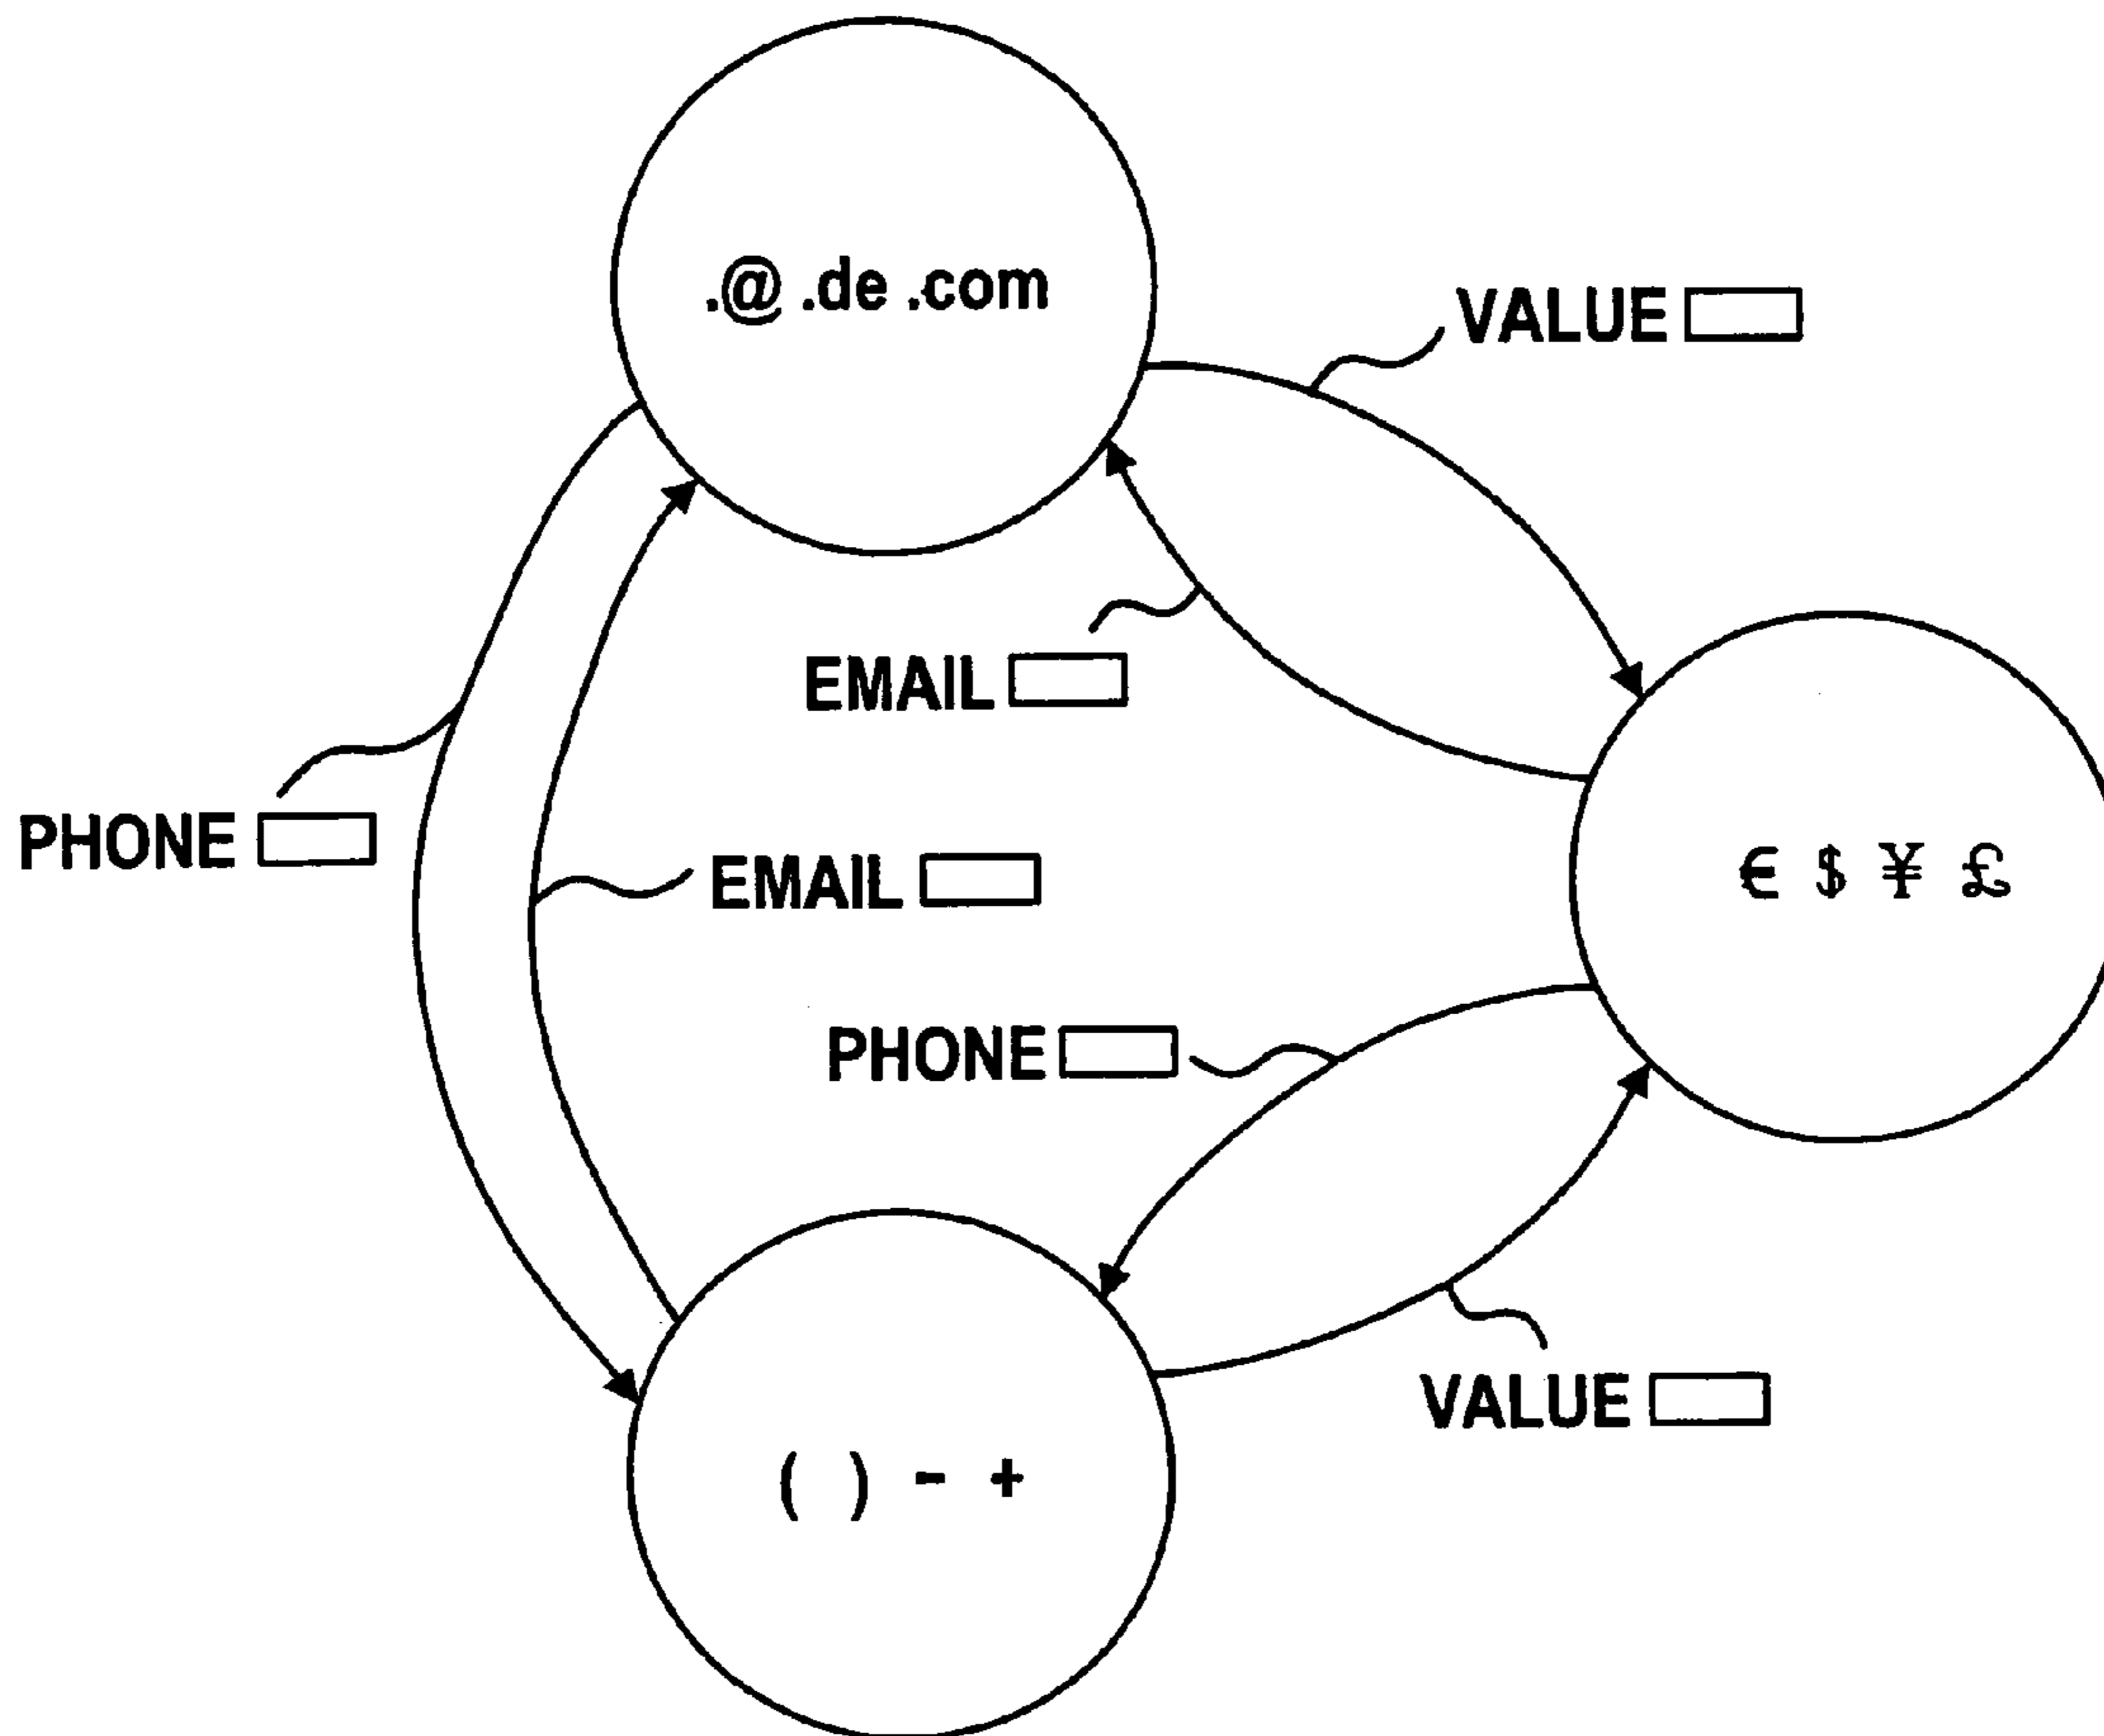 .@ .de .com
VALUE
EMAIL
PHONE
EMAIL
€ $ ¥ £
PHONE
VALUE
( ) - +